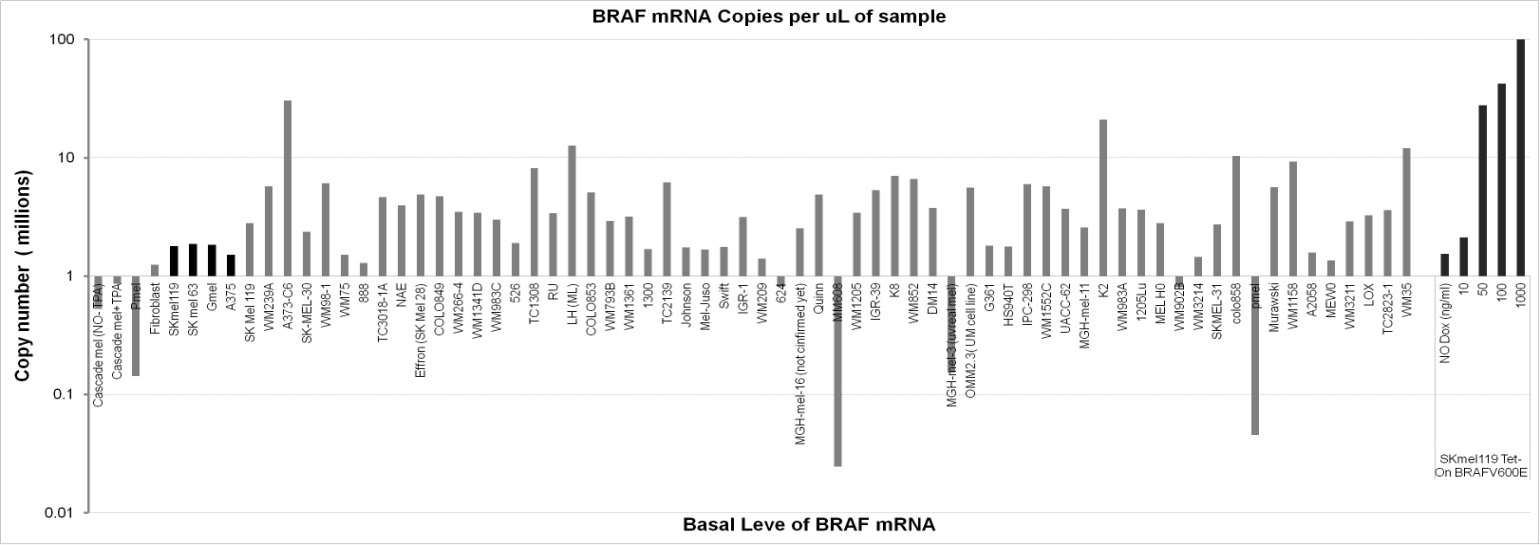 BRAF mRNA Copies per uL of sample
Copy number ( millions)
100
10
1
0.1
0.01
Cascade mel (NO- TPA)
Cascade mel+ TPA
Pmel
Fibroblast
SKmel119
SK mel 63
Gmel
A375
SK Mel 119
WM239A
A373-C6
SK-MEL-30
WM98-1
WM75
888
TC3018-1A
NAE
Effron (SK Mel 28)
COLO849
WM266-4
WM1341D
WM983C
526
TC1308
RU
LH (ML)
COLO853
WM793B
WM1361
1300
TC2139
Johnson
Mel-Juso
Swift
IGR-1
WM209
624
MGH-mel-16 (not cinfirmed yet)
Quinn
MM608
WM1205
IGR-39
K8
WM852
DM14
MGH-mel-3 (uvreal mel)
OMM2.3( UM cell line)
G361
HS940T
IPC-298
WM1552C
UACC-62
MGH-mel-11
K2
WM983A
1205Lu
MELH0
WM902B
WM3214
SKMEL-31
colo858
pmel
Murawski
WM1158
A2058
MEW0
WM3211
LOX
TC2823-1
WM35
NO Dox (ng/ml)
10
50
100
1000
SKmel119 Tet-
On BRAFV600E
Basal Leve of BRAF mRNA